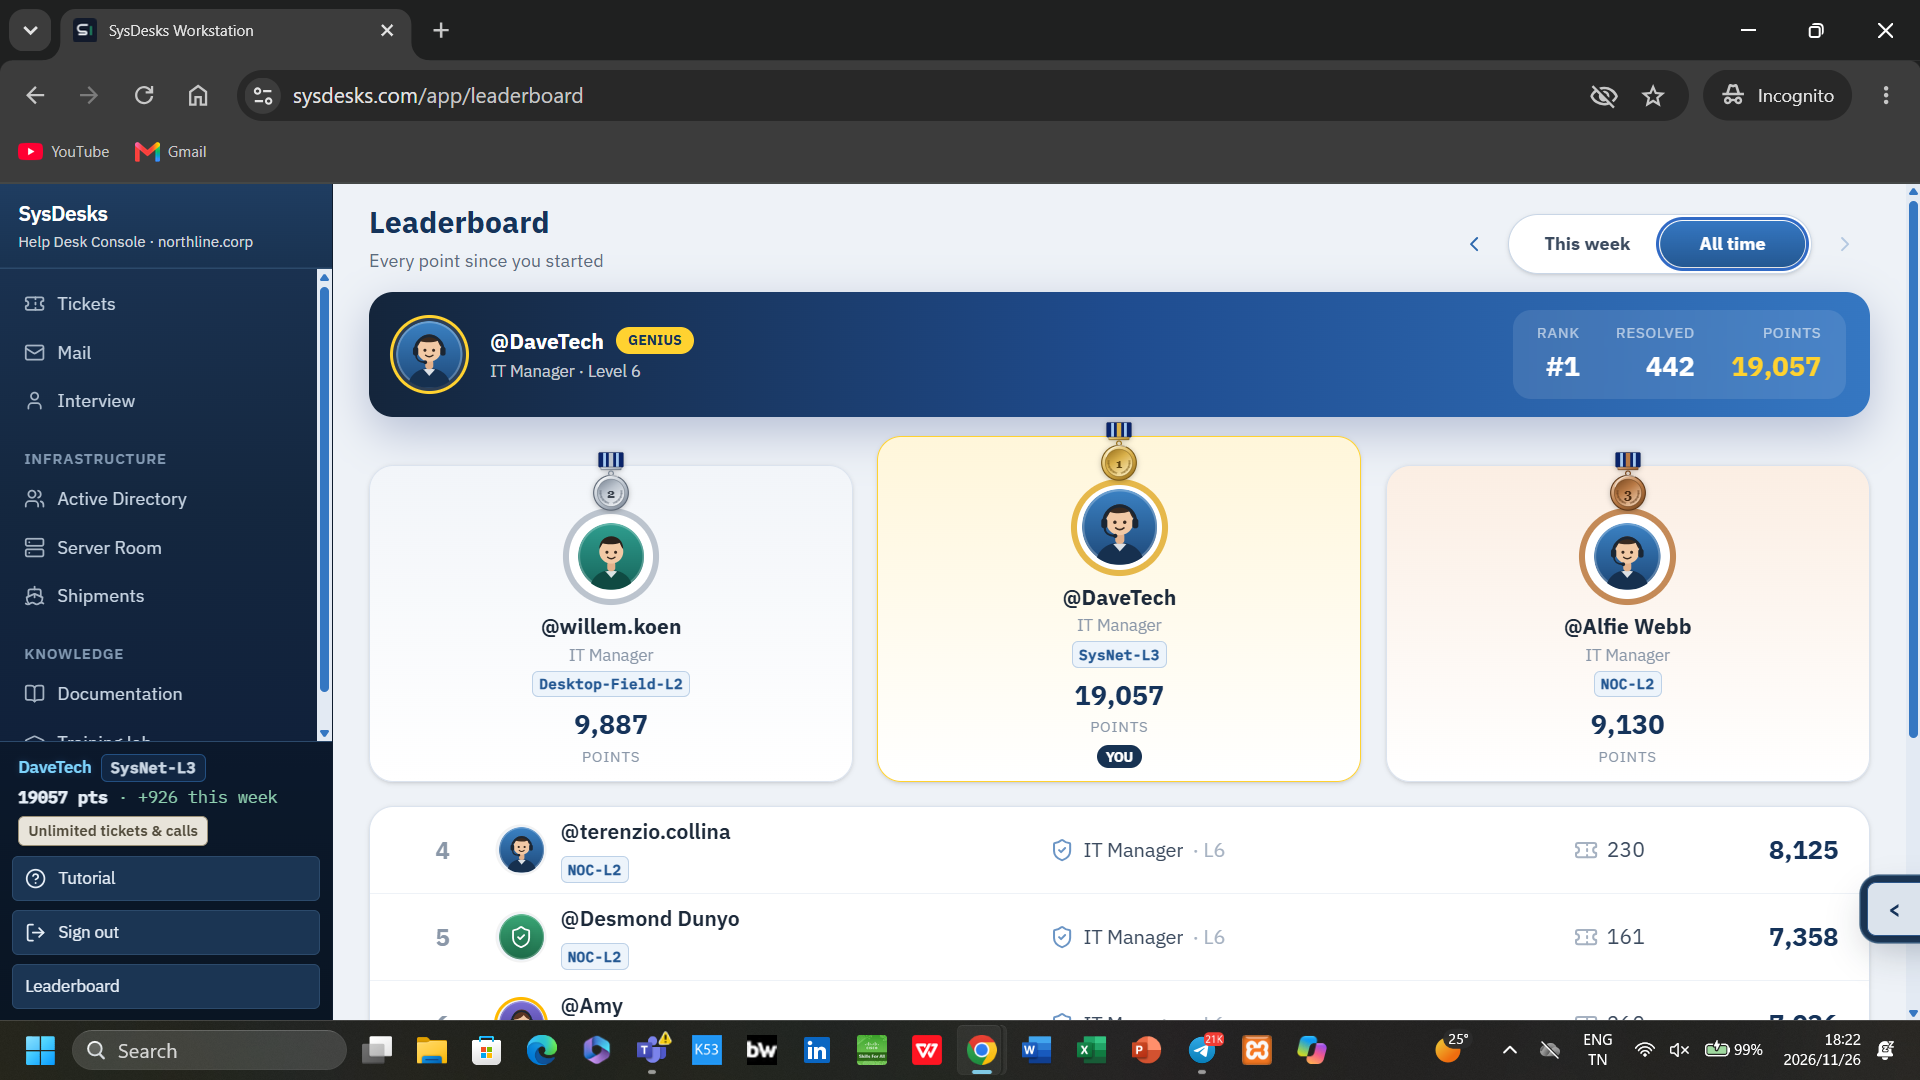 SysDesks Workstation
sysdesks.com/app/leaderboard
Incognito
YouTube
Gmail
SysDesks
Help Desk Console · northline.corp
Tickets
Mail
Interview
INFRASTRUCTURE
Active Directory
Server Room
Shipments
KNOWLEDGE
Documentation
DaveTech SysNet-L3
19057 pts · +926 this week
Unlimited tickets & calls
Tutorial
Sign out
Leaderboard
Leaderboard
Every point since you started
This week
All time
@DaveTech GENIUS
IT Manager · Level 6
RANK RESOLVED POINTS
#1 442 19,057
2
@willem.koen
IT Manager
Desktop-Field-L2
9,887
POINTS
1
@DaveTech
IT Manager
SysNet-L3
19,057
POINTS
YOU
3
@Alfie Webb
IT Manager
NOC-L2
9,130
POINTS
4 @terenzio.collina NOC-L2 IT Manager · L6 230 8,125
5 @Desmond Dunyo NOC-L2 IT Manager · L6 161 7,358
@Amy
Search
K53
bw
21K
25°
ENG
TN
99%
18:22
2026/11/26